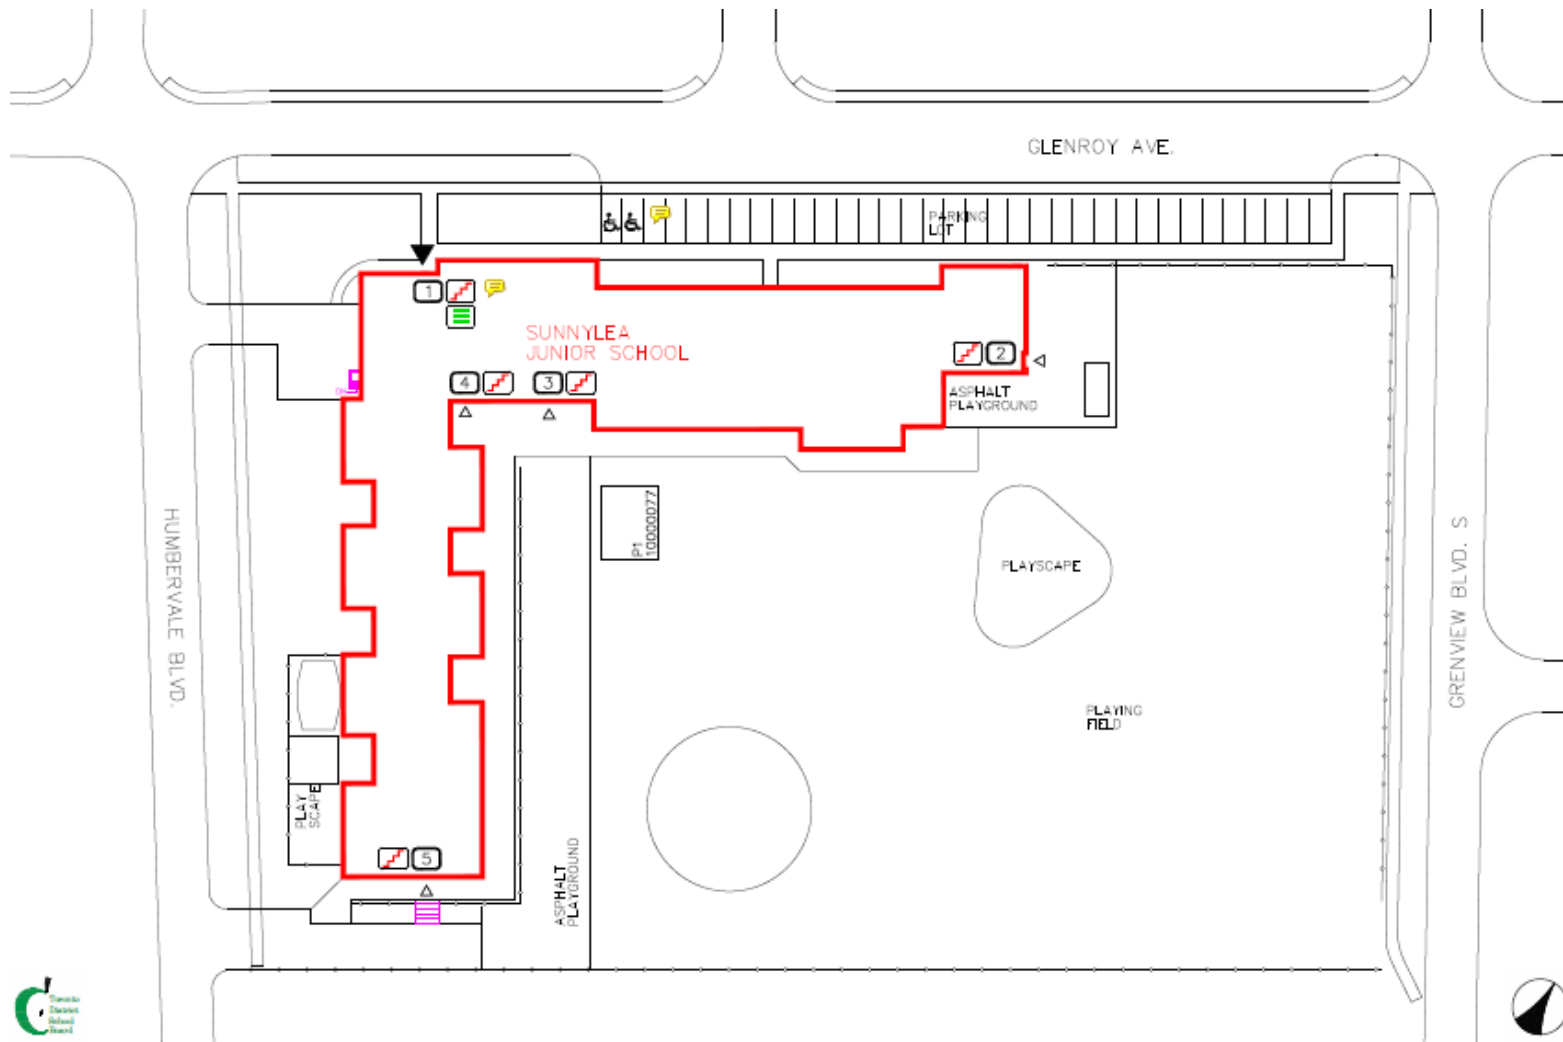 GLENROY AVE.
PARKING
LOT
1
SUNNYLEA
JUNIOR SCHOOL
2
4
3
ASPHALT
PLAYGROUND
P1
10000077
HUMBERVALE BLVD.
PLAYSCAPE
GRENVIEW BLVD. S
PLAYING
FIELD
PLAY
SCAPE
5
ASPHALT
PLAYGROUND
Toronto
District
School
Board